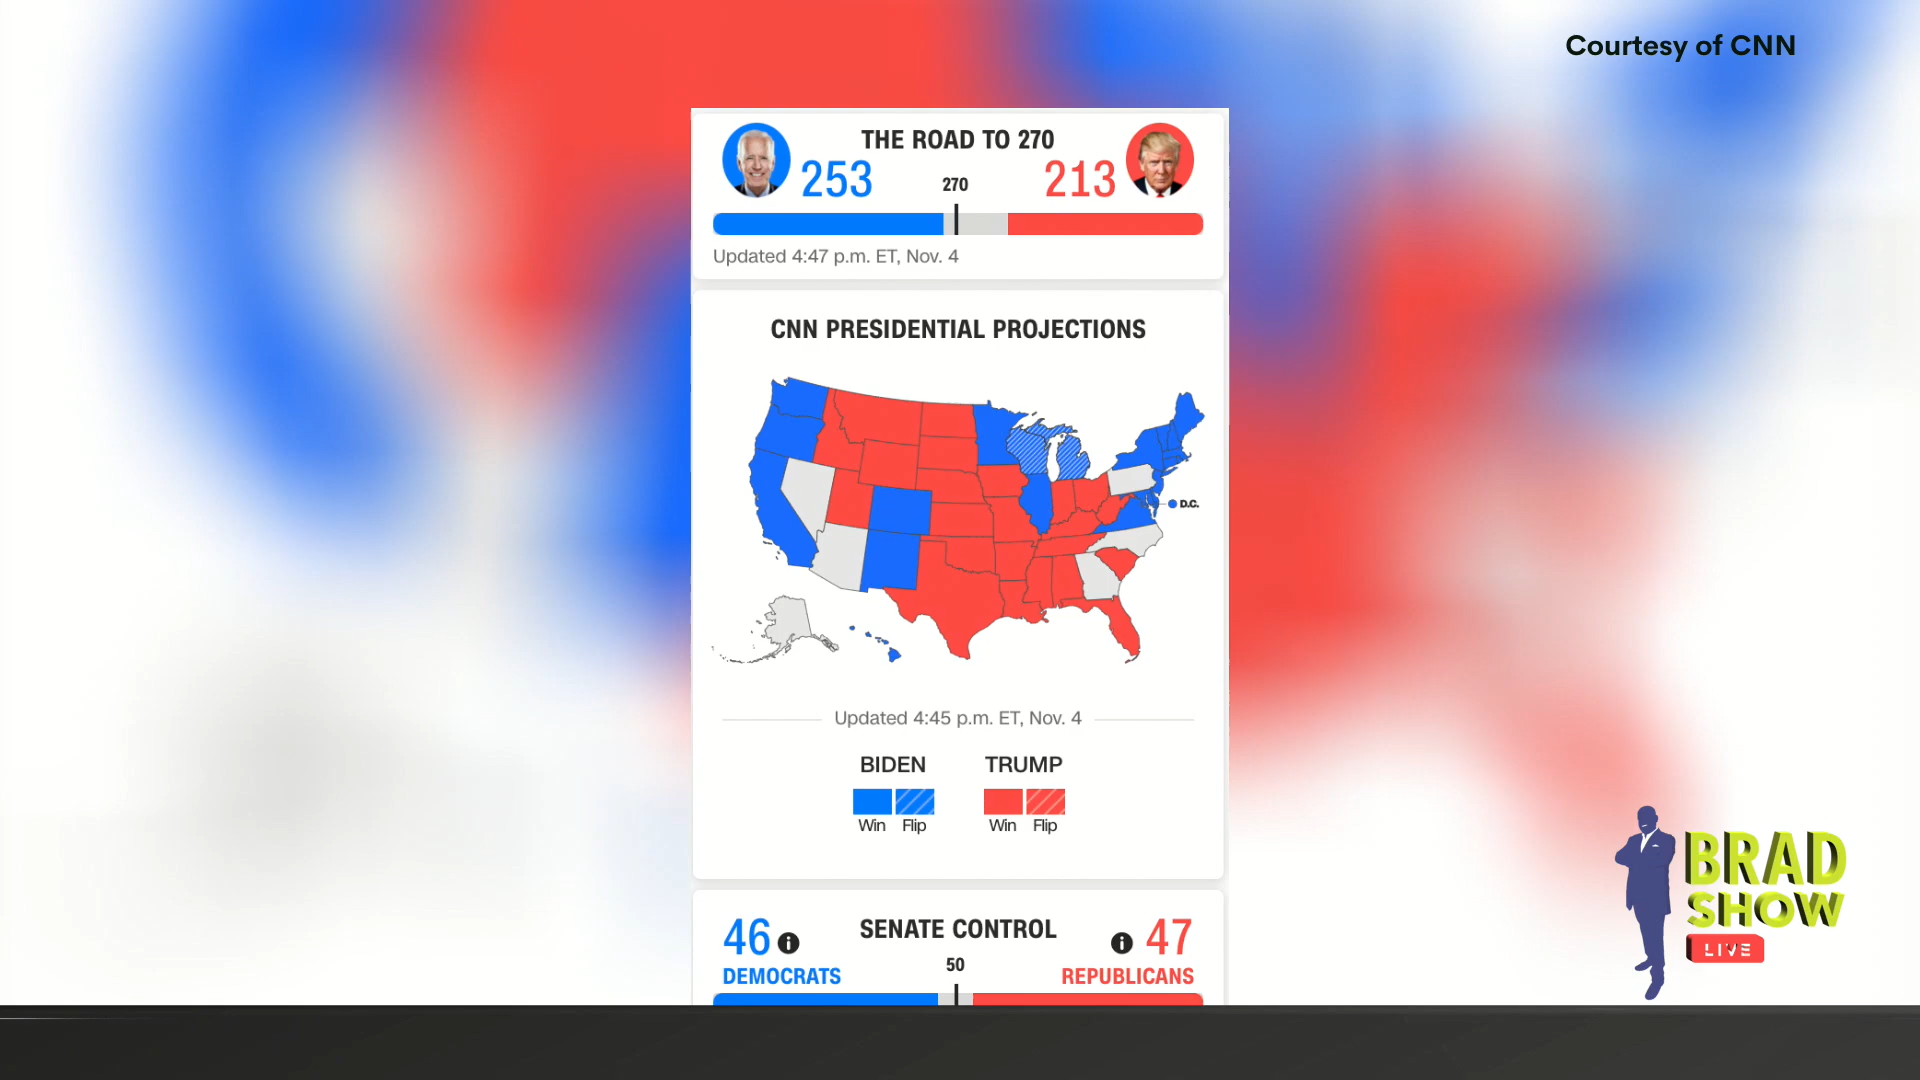 Courtesy of CNN
THE ROAD TO 270
253
270
213
Updated 4:47 p.m. ET, Nov. 4
CNN PRESIDENTIAL PROJECTIONS
D.C.
Updated 4:45 p.m. ET, Nov. 4
BIDEN TRUMP
Win Flip Win Flip
46 i SENATE CONTROL i 47
50
DEMOCRATS REPUBLICANS
BRAD
SHOW
LIVE